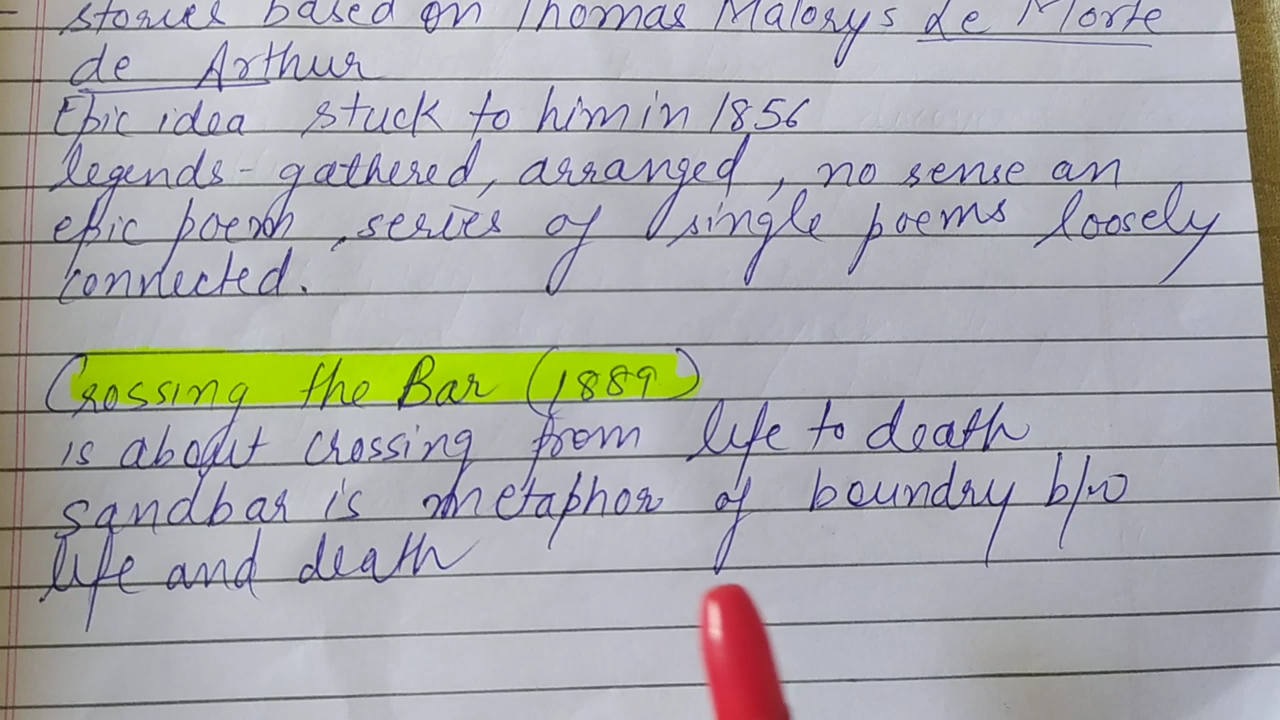 stories based on Thomas Malorys Le Morte
de Arthur
Epic idea stuck to him in 1856
legends - gathered, arranged, no sense an
epic poem, series of single poems loosely
connected.
Crossing the Bar (1889)
is about crossing from life to death
sandbar is metaphor of boundry b/w
life and death